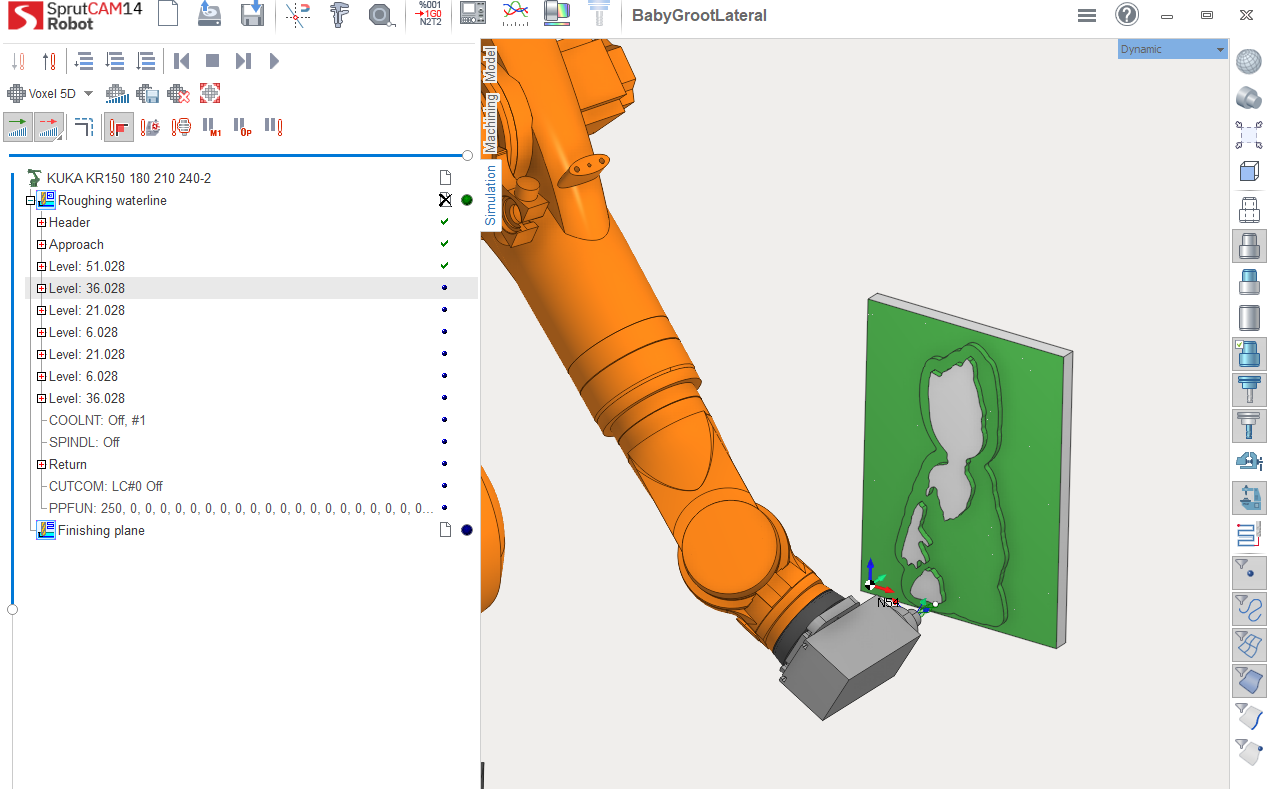 SprutCAM14
Robot
%001
→1G0
N2T2
BabyGrootLateral
Dynamic
Voxel 5D
M1
OP
Model
Machining
Simulation
KUKA KR150 180 210 240-2
Roughing waterline
Header
Approach
Level: 51.028
Level: 36.028
Level: 21.028
Level: 6.028
Level: 21.028
Level: 6.028
Level: 36.028
COOLNT: Off, #1
SPINDL: Off
Return
CUTCOM: LC#0 Off
PPFUN: 250, 0, 0, 0, 0, 0, 0, 0, 0, 0, 0, 0, 0, 0, 0, 0, 0, 0, 0, 0, 0...
Finishing plane